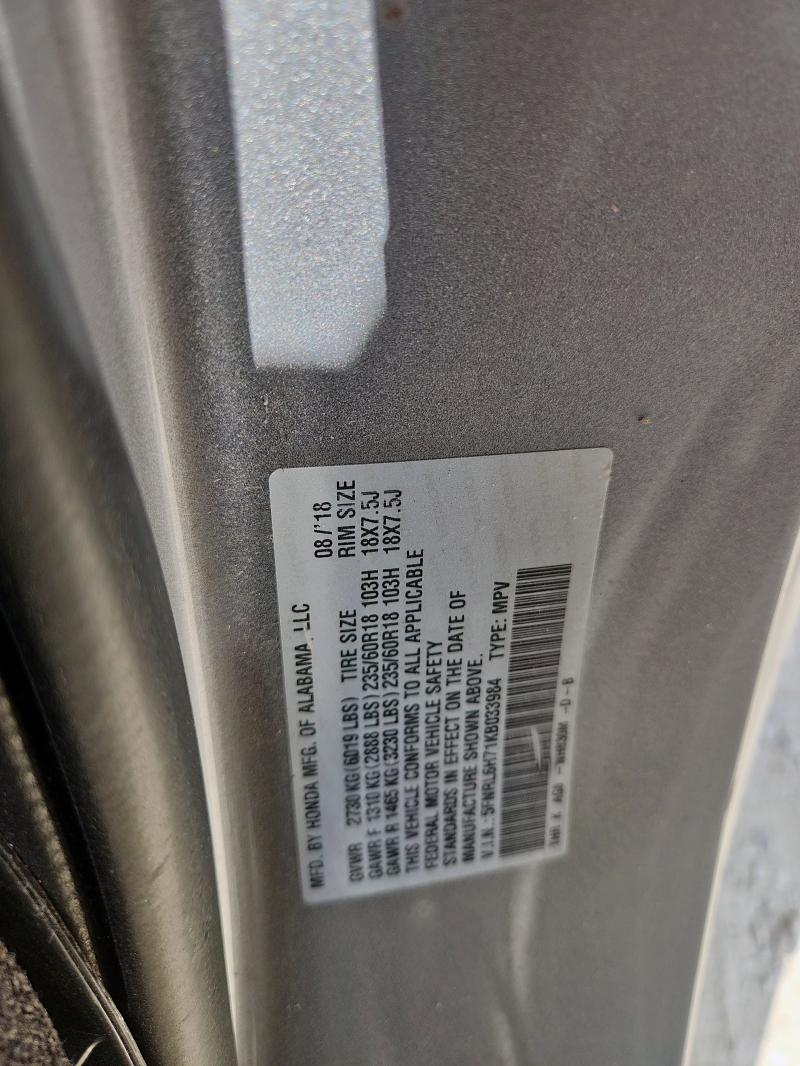 MFD. BY HONDA MFG. OF ALABAMA, LLC 08/'18
GVWR 2730 KG (6019 LBS) TIRE SIZE RIM SIZE
GAWR F 1310 KG (2888 LBS) 235/60R18 103H 18X7.5J
GAWR R 1465 KG (3230 LBS) 235/60R18 103H 18X7.5J
THIS VEHICLE CONFORMS TO ALL APPLICABLE
FEDERAL MOTOR VEHICLE SAFETY
STANDARDS IN EFFECT ON THE DATE OF
MANUFACTURE SHOWN ABOVE.
V.I.N.: 5FNRL6H71KB033984 TYPE: MPV
-D-B